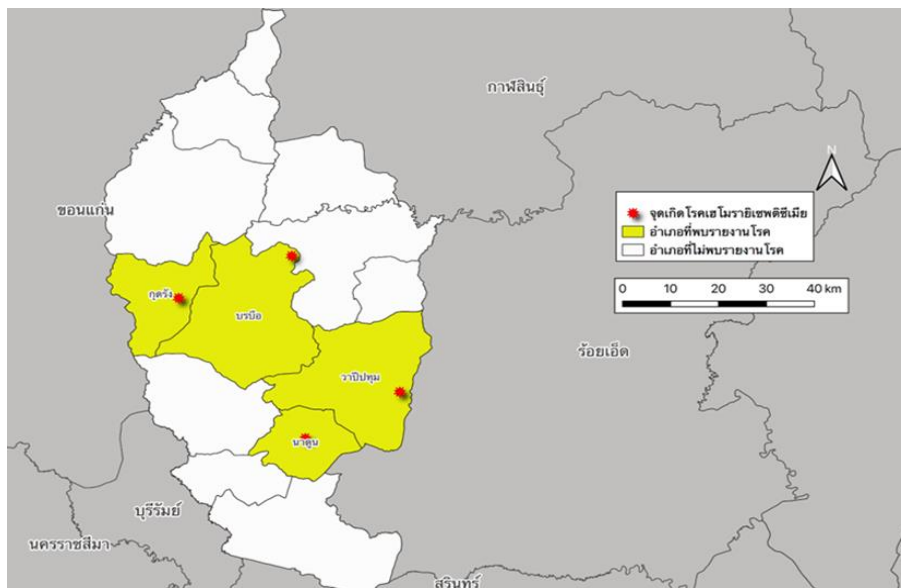 กาฬสินธุ์
N
ขอนแก่น
จุดเกิดโรคเฮโมรายิเซพติซีเมีย
อำเภอที่พบรายงานโรค
อำเภอที่ไม่พบรายงานโรค
กุดรัง
0 10 20 30 40 km
บรบือ
ร้อยเอ็ด
วาปีปทุม
นาดูน
บุรีรัมย์
นครราชสีมา
สุรินทร์